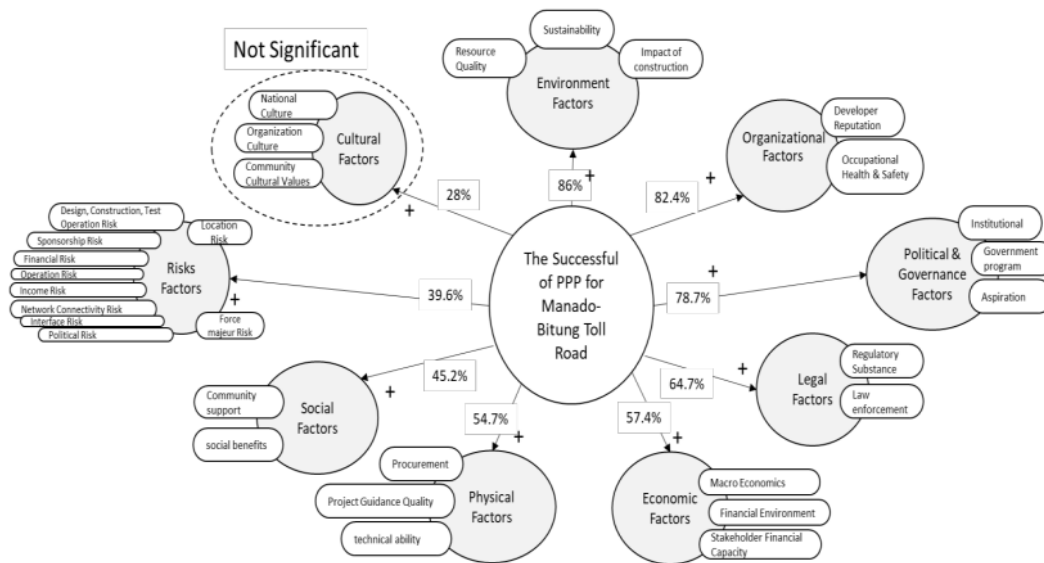 Not Significant
National
Culture
Organization
Culture
Community
Cultural Values
Cultural
Factors
28%
+
Sustainability
Resource
Quality
Impact of
construction
Environment
Factors
86%
+
Developer
Reputation
Occupational
Health & Safety
Organizational
Factors
82.4%
+
Institutional
Government
program
Aspiration
Political &
Governance
Factors
78.7%
+
The Successful
of PPP for
Manado-
Bitung Toll
Road
Design, Construction, Test
Operation Risk
Location
Risk
Sponsorship Risk
Financial Risk
Operation Risk
Income Risk
Network Connectivity Risk
Interface Risk
Political Risk
Force
majeur Risk
Risks
Factors
39.6%
+
Community
support
social benefits
Social
Factors
45.2%
+
Procurement
Project Guidance Quality
technical ability
Physical
Factors
54.7%
+
Macro Economics
Financial Environment
Stakeholder Financial
Capacity
Economic
Factors
57.4%
+
Regulatory
Substance
Law
enforcement
Legal
Factors
64.7%
+